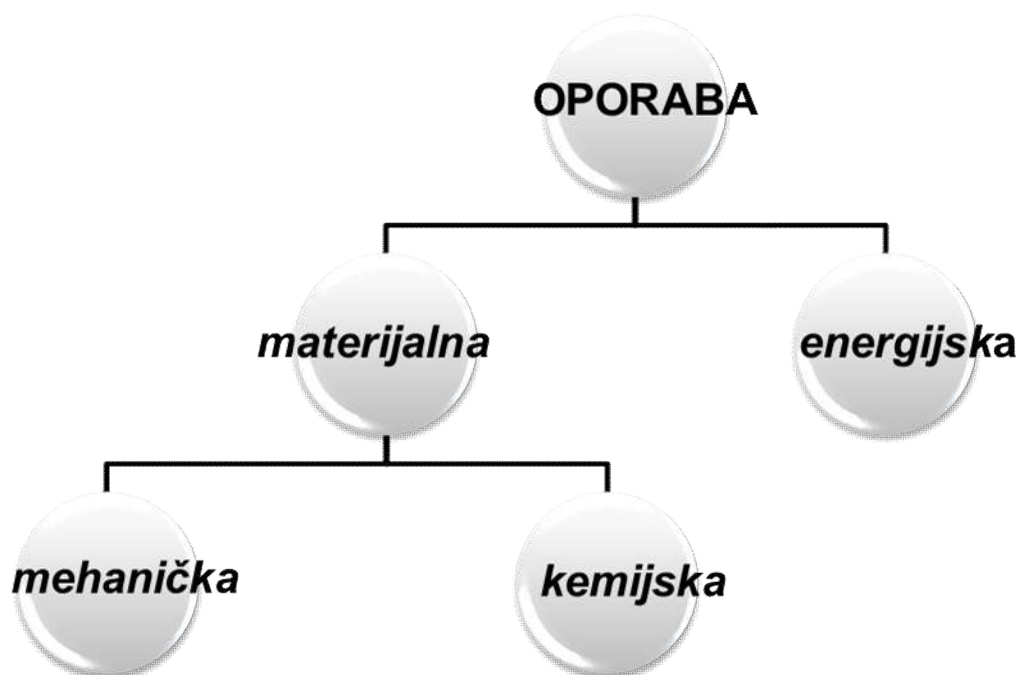 OPORABA
materijalna
energijska
mehanička
kemijska